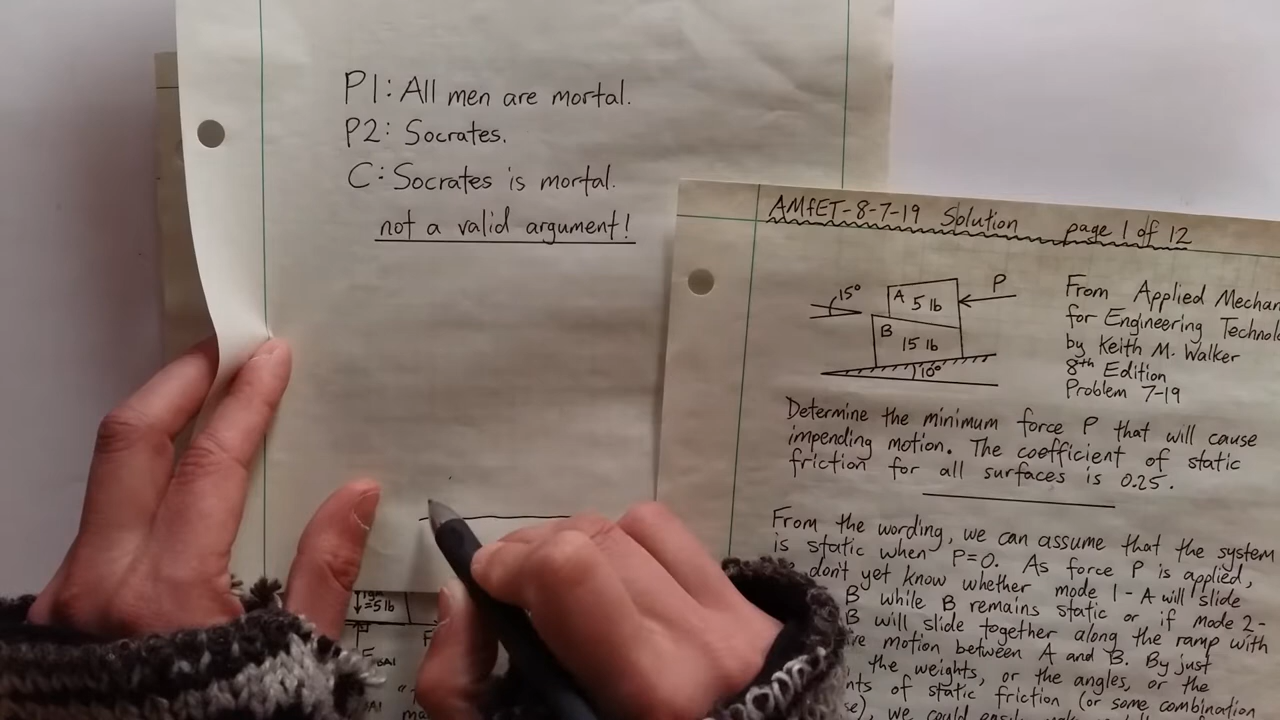 P1: All men are mortal.
P2: Socrates.
C: Socrates is mortal.
not a valid argument!
AMfET-8-7-19 Solution page 1 of 12
15°
A 5 lb
P
B
15 lb
10°
From Applied
for Engineering
by Keith M. Walker
8th Edition
Problem 7-19
Determine the minimum force P that will cause
impending motion. The coefficient of static
friction for all surfaces is 0.25.
From the wording, we can assume that the system
is static when P=0. As force P is applied,
don't yet know whether mode 1-A will slide
B while B remains static or if mode 2-
B will slide together along the ramp with
motion between A and B. By just
the weights, or the angles, or the
of static friction (or some combination
we could easily
=5 lb